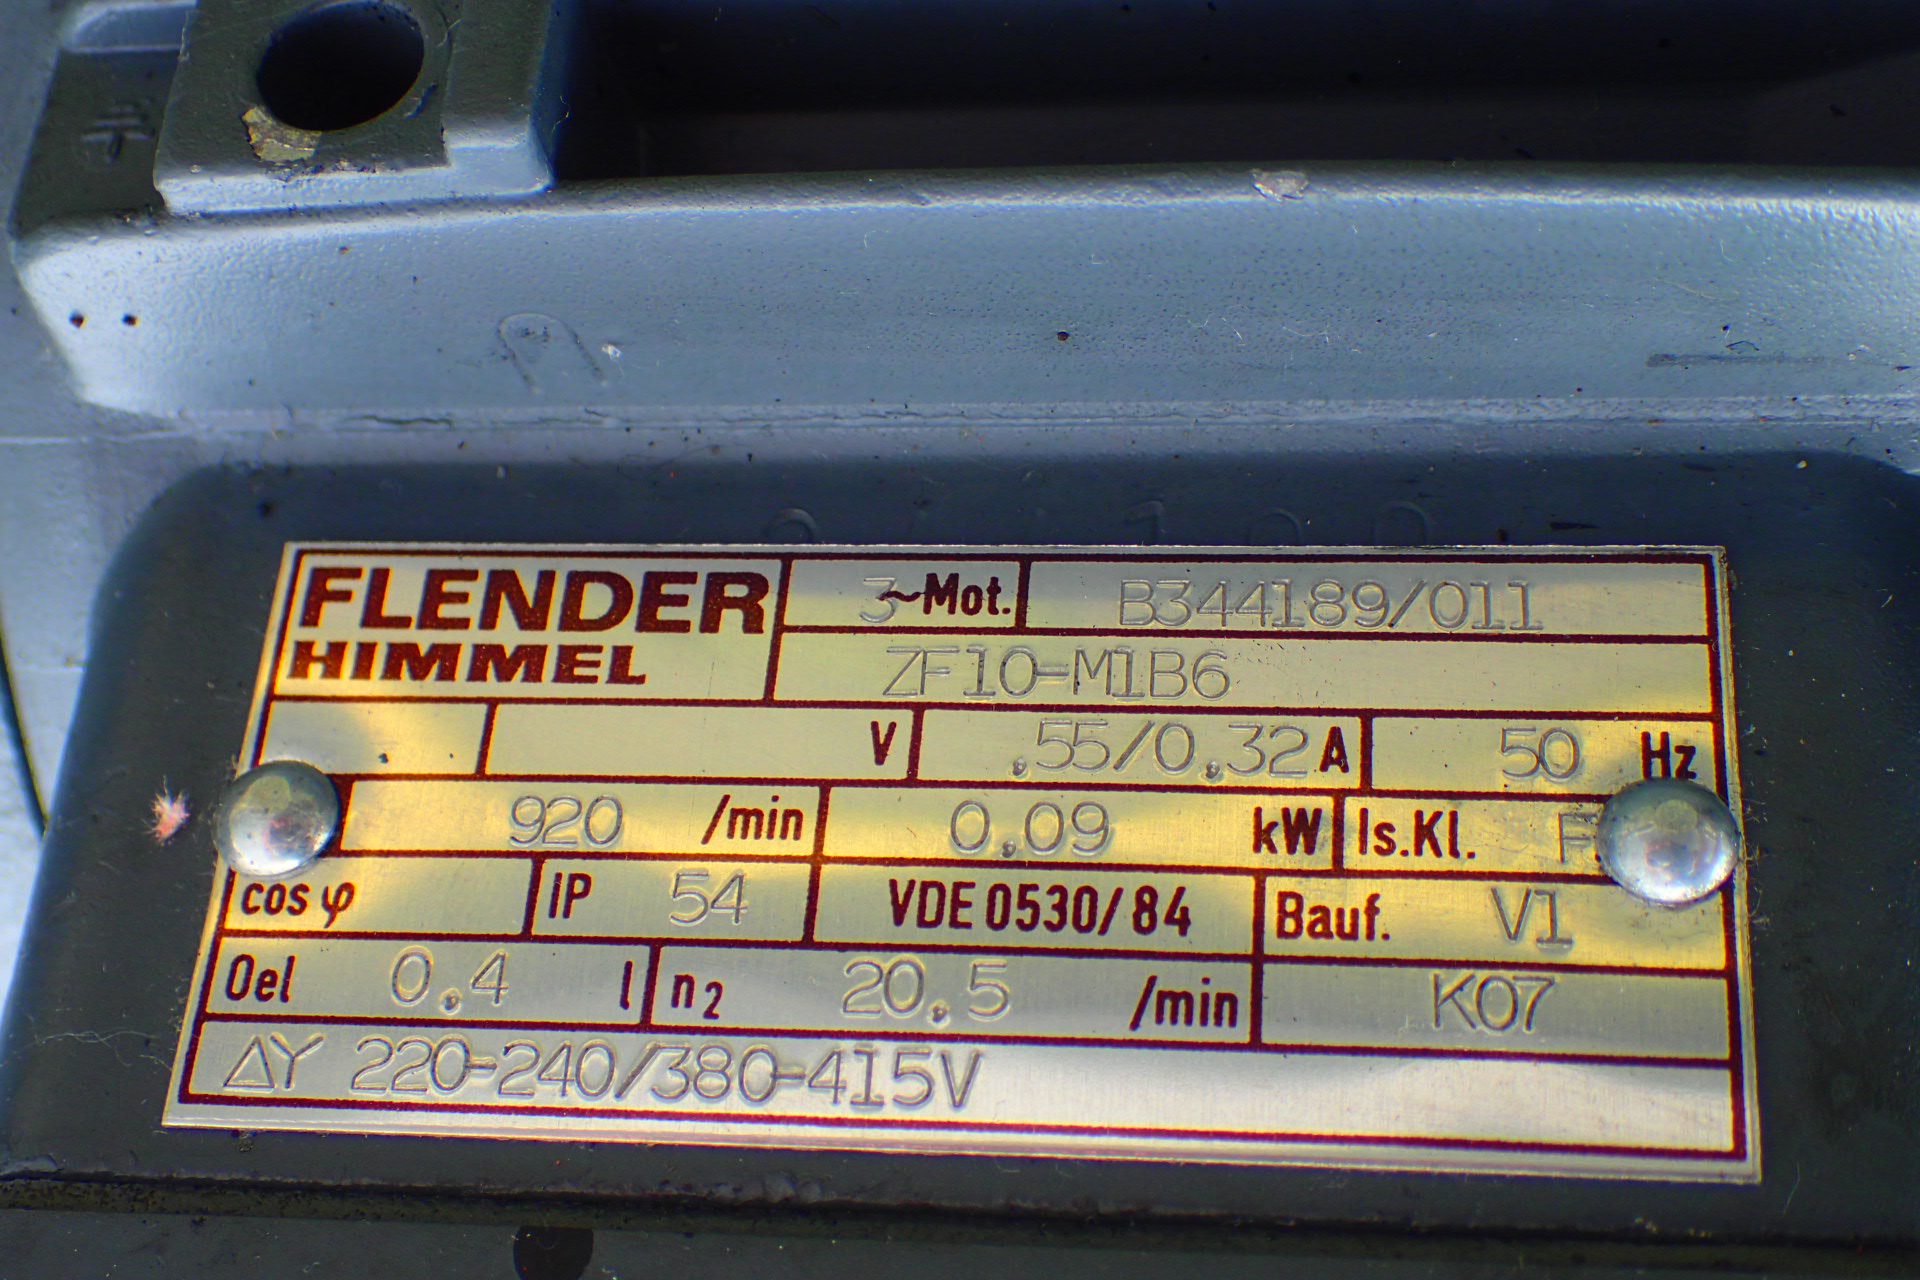 FLENDER
HIMMEL
3~Mot. B344189/011
ZF10-M1B6
V .55/0,32 A 50 Hz
920 /min 0,09 kW Is.Kl. F
cos φ IP 54 VDE 0530/84 Bauf. V1
Oel 0,4 l n2 20,5 /min K07
ΔY 220-240/380-415V